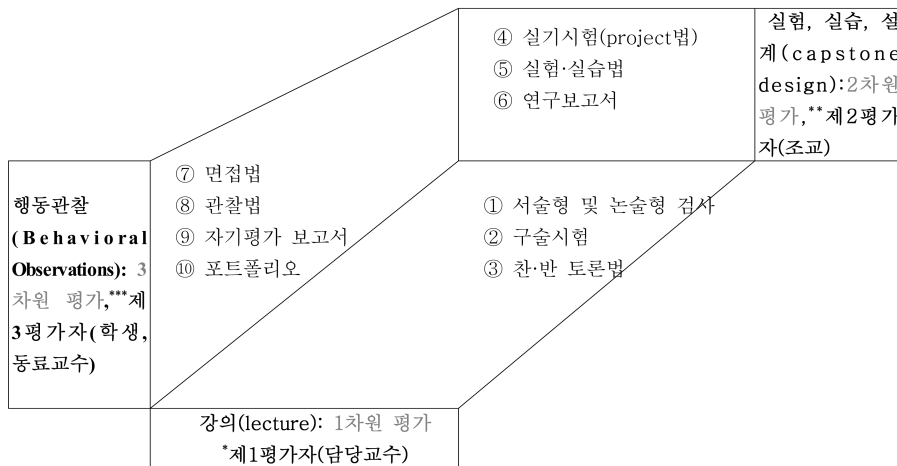 ④ 실기시험(project법)
⑤ 실험·실습법
⑥ 연구보고서
실험, 실습, 설
계(capstone
design):2차원
평가,**제2평가
자(조교)
행동관찰
(Behavioral
Observations): 3
차원 평가,***제
3평가자(학생,
동료교수)
⑦ 면접법
⑧ 관찰법
⑨ 자기평가 보고서
⑩ 포트폴리오
① 서술형 및 논술형 검사
② 구술시험
③ 찬·반 토론법
강의(lecture): 1차원 평가
*제1평가자(담당교수)